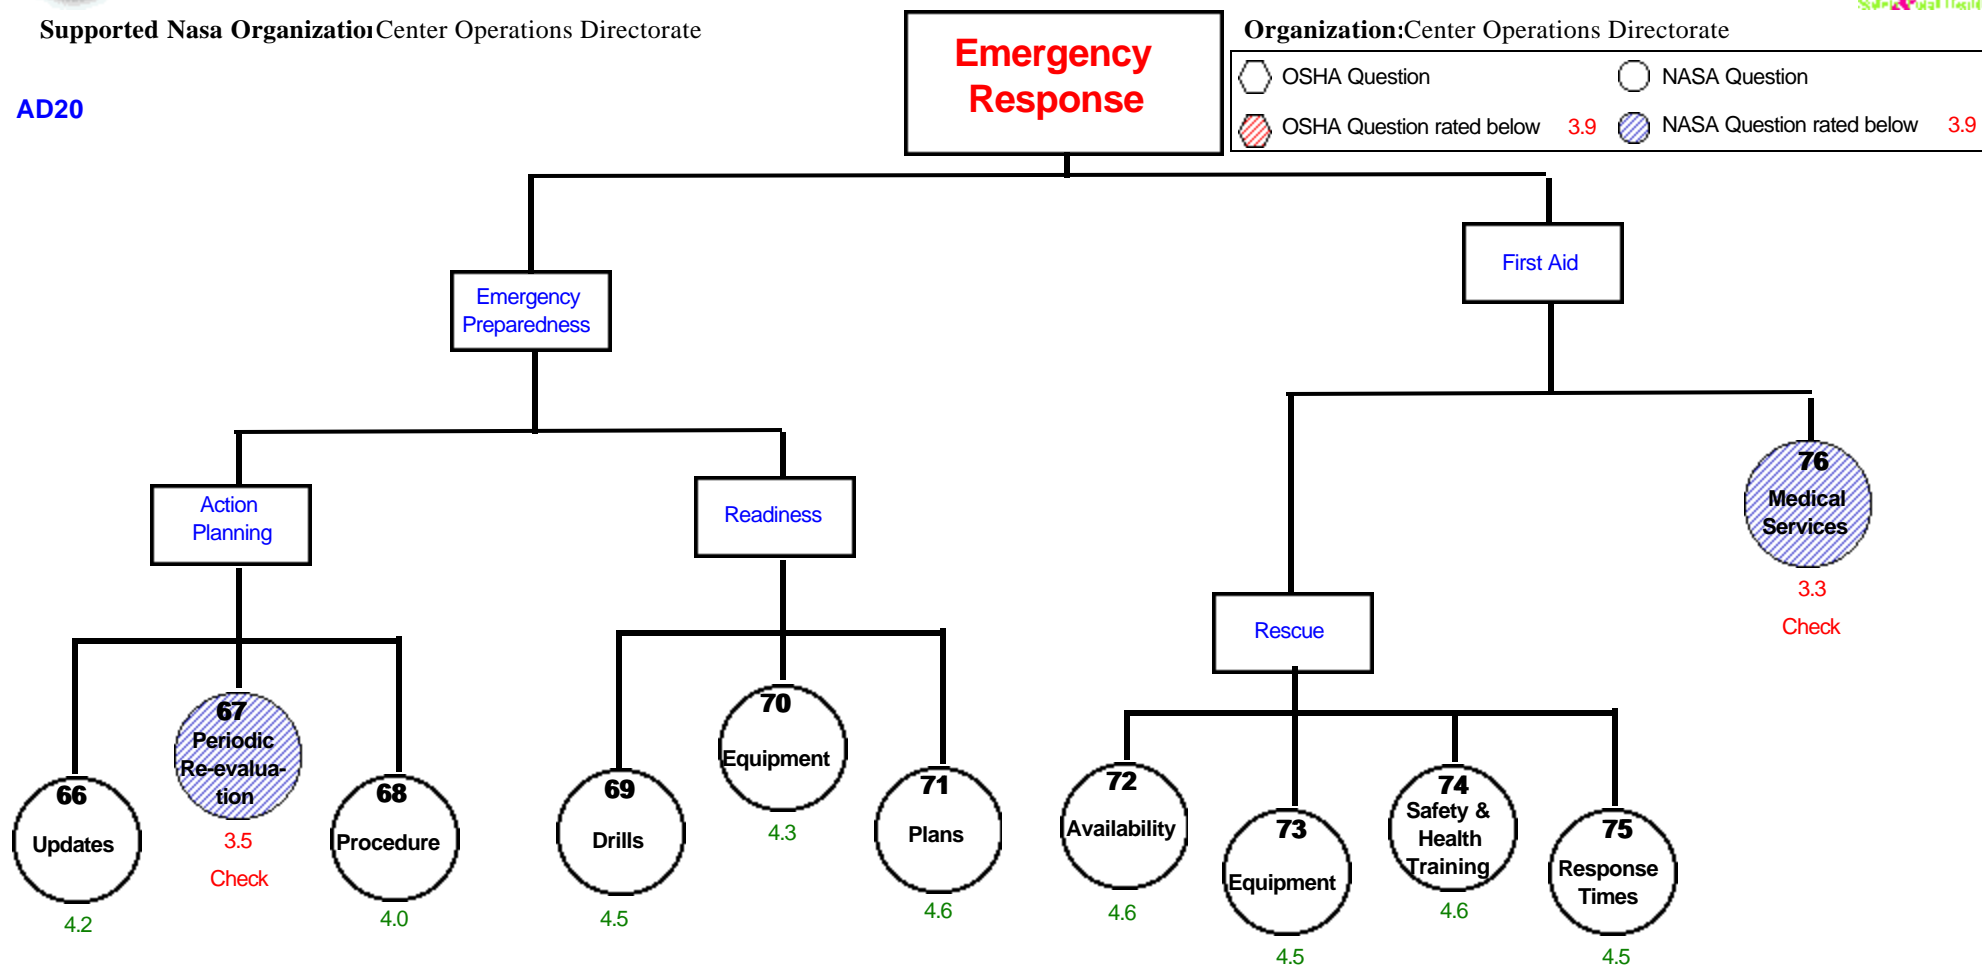 Supported Nasa Organization Center Operations Directorate
Organization: Center Operations Directorate
AD20
Emergency
Response
OSHA Question
NASA Question
OSHA Question rated below 3.9
NASA Question rated below 3.9
First Aid
Emergency
Preparedness
Action
Planning
Readiness
Rescue
76
Medical
Services
3.3
Check
66
Updates
4.2
67
Periodic
Re-evalua-
tion
3.5
Check
68
Procedure
4.0
69
Drills
4.5
70
Equipment
4.3
71
Plans
4.6
72
Availability
4.6
73
Equipment
4.5
74
Safety &
Health
Training
4.6
75
Response
Times
4.5